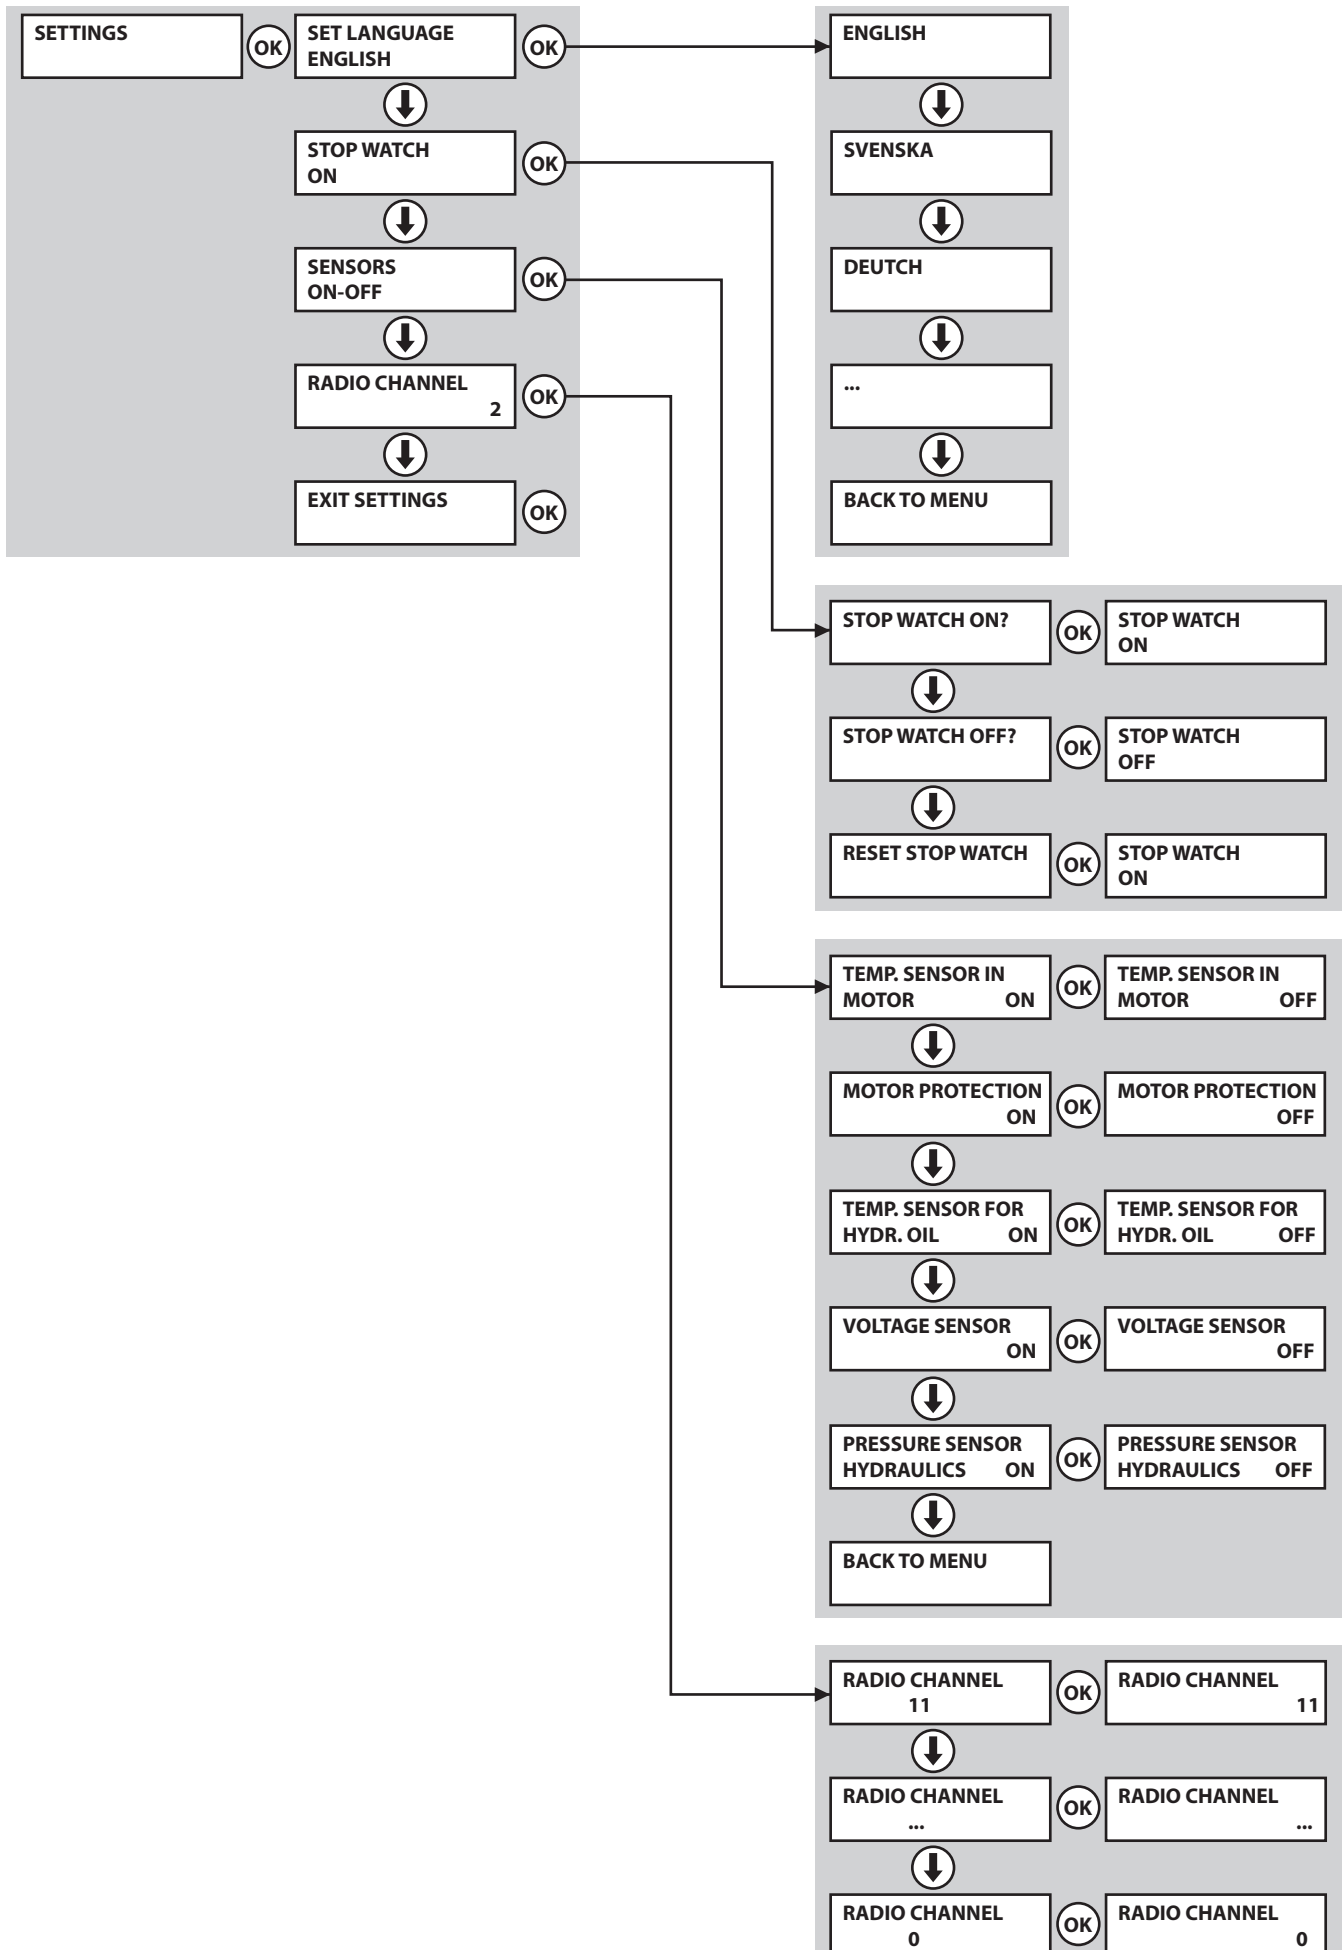 SETTINGS
OK
SET LANGUAGE
ENGLISH
OK
STOP WATCH
ON
OK
SENSORS
ON-OFF
OK
RADIO CHANNEL
2
OK
EXIT SETTINGS
OK
ENGLISH
SVENSKA
DEUTCH
...
BACK TO MENU
STOP WATCH ON?
OK
STOP WATCH
ON
STOP WATCH OFF?
OK
STOP WATCH
OFF
RESET STOP WATCH
OK
STOP WATCH
ON
TEMP. SENSOR IN
MOTOR ON
OK
TEMP. SENSOR IN
MOTOR OFF
MOTOR PROTECTION
ON
OK
MOTOR PROTECTION
OFF
TEMP. SENSOR FOR
HYDR. OIL ON
OK
TEMP. SENSOR FOR
HYDR. OIL OFF
VOLTAGE SENSOR
ON
OK
VOLTAGE SENSOR
OFF
PRESSURE SENSOR
HYDRAULICS ON
OK
PRESSURE SENSOR
HYDRAULICS OFF
BACK TO MENU
RADIO CHANNEL
11
OK
RADIO CHANNEL
11
RADIO CHANNEL
...
OK
RADIO CHANNEL
...
RADIO CHANNEL
0
OK
RADIO CHANNEL
0